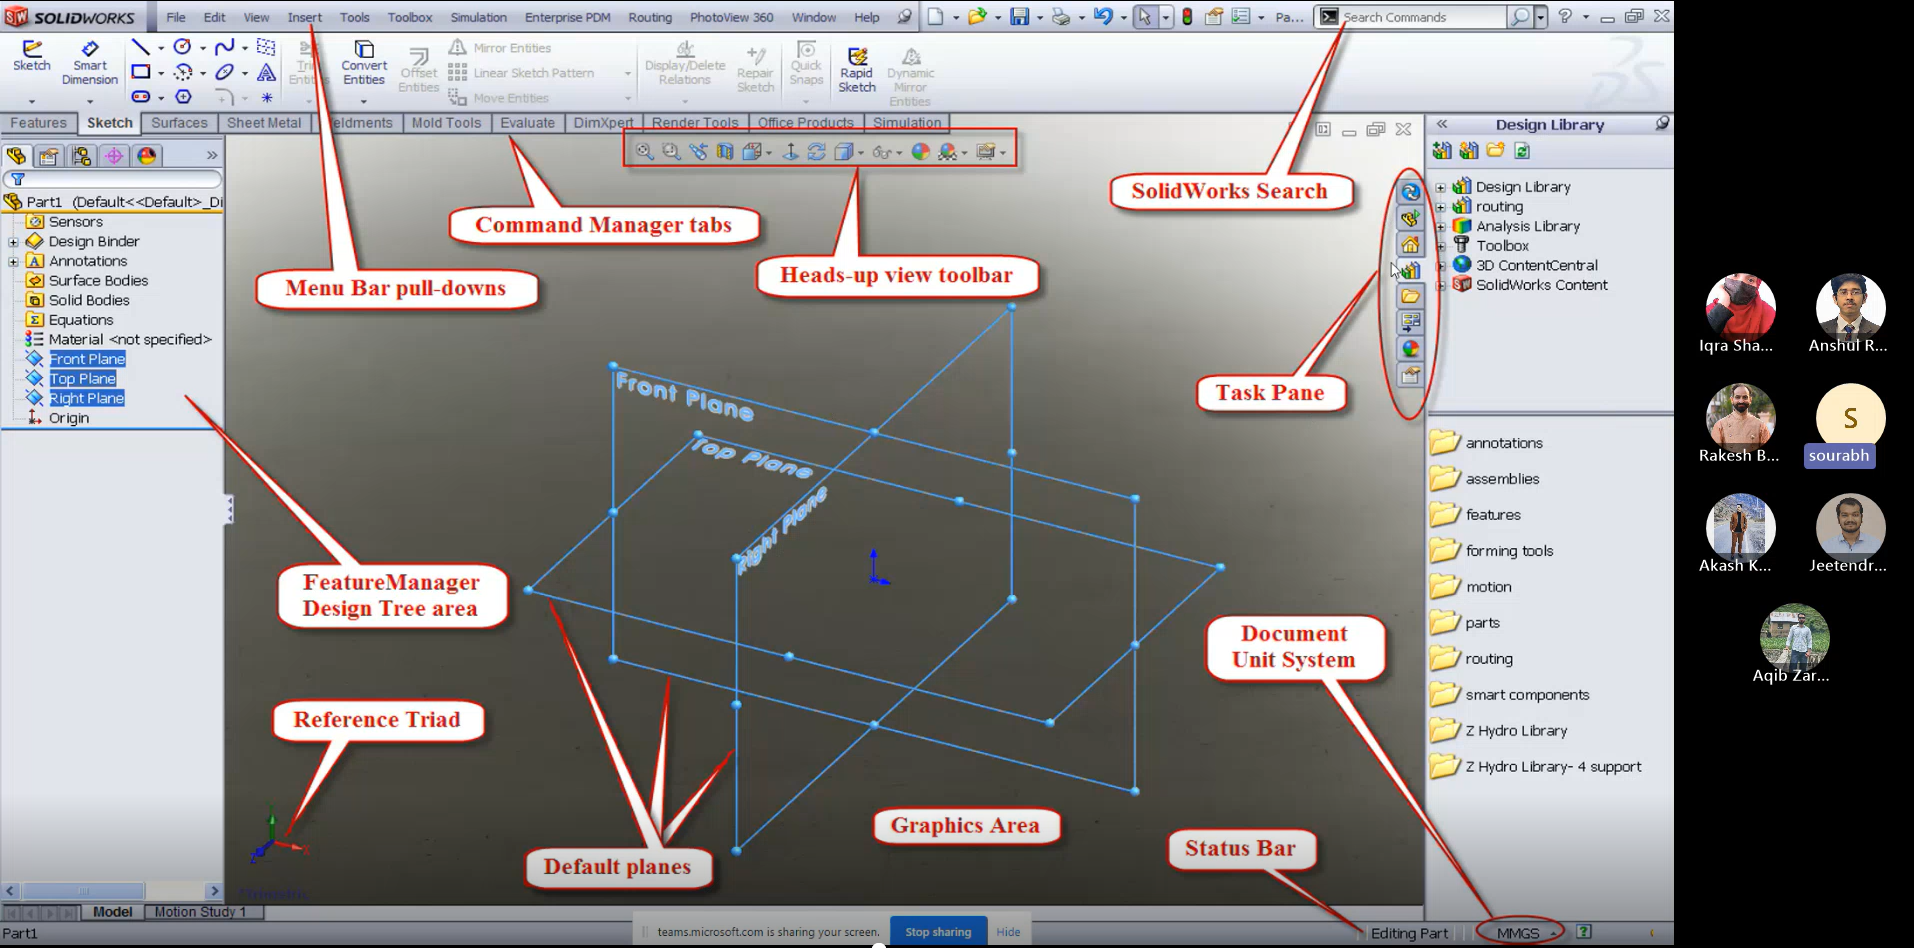 SOLIDWORKS File Edit View Insert Tools Toolbox Simulation Enterprise PDM Routing PhotoView 360 Window Help Pa... Search Commands
Sketch Smart Dimension Convert Entities Offset Entities
Mirror Entities
Linear Sketch Pattern
Move Entities
Display/Delete Relations Repair Sketch Quick Snaps Rapid Sketch Dynamic Mirror Entities
Features Sketch Surfaces Sheet Metal Mold Tools Evaluate DimXpert Render Tools Office Products Simulation
Design Library
Part1 (Default<<Default>_Di
Sensors
Design Binder
Annotations
Surface Bodies
Solid Bodies
Equations
Material <not specified>
Front Plane
Top Plane
Right Plane
Origin
Command Manager tabs
Menu Bar pull-downs
Heads-up view toolbar
SolidWorks Search
Task Pane
Front Plane
Top Plane
Right Plane
FeatureManager
Design Tree area
Reference Triad
Default planes
Graphics Area
Document
Unit System
Status Bar
Design Library
routing
Analysis Library
Toolbox
3D ContentCentral
SolidWorks Content
annotations
assemblies
features
forming tools
motion
parts
routing
smart components
Z Hydro Library
Z Hydro Library- 4 support
Iqra Sha... Anshul R...
S
Rakesh B... sourabh
Akash K... Jeetendr...
Aqib Zar...
Model Motion Study 1
teams.microsoft.com is sharing your screen. Stop sharing Hide
Part1 Editing Part MMGS